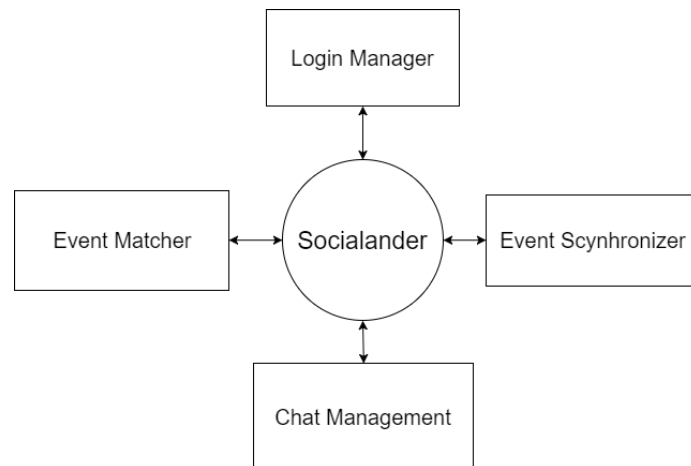 Login Manager
Event Matcher
Socialander
Event Scynhronizer
Chat Management